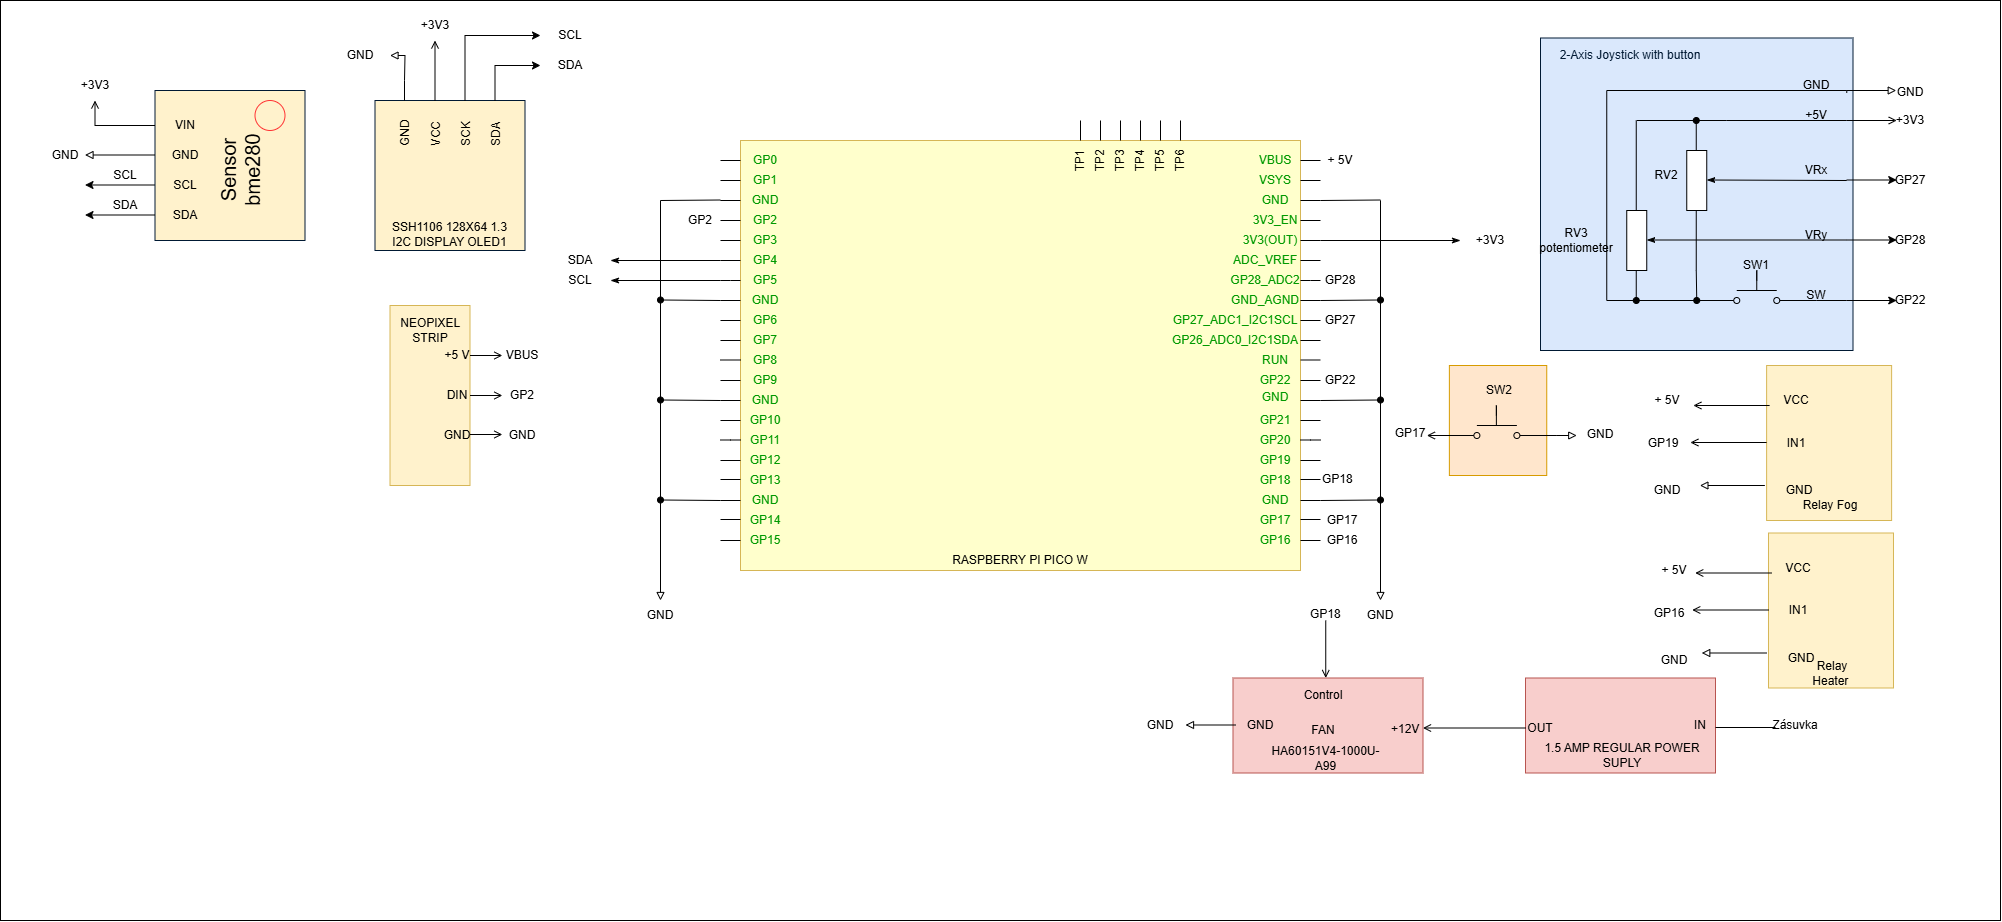 +3V3
VIN
GND
GND
SCL
SCL
SDA
SDA
Sensor
bme280
+3V3
GND
SCL
SDA
GND
VCC
SCK
SDA
SSH1106 128X64 1.3
I2C DISPLAY OLED1
NEOPIXEL
STRIP
+5 V
VBUS
DIN
GP2
GND
GND
SDA
SCL
GP2
GND
GP0
GP1
GND
GP2
GP3
GP4
GP5
GND
GP6
GP7
GP8
GP9
GND
GP10
GP11
GP12
GP13
GND
GP14
GP15
TP1
TP2
TP3
TP4
TP5
TP6
VBUS
VSYS
GND
3V3_EN
3V3(OUT)
ADC_VREF
GP28_ADC2
GND_AGND
GP27_ADC1_I2C1SCL
GP26_ADC0_I2C1SDA
RUN
GP22
GND
GP21
GP20
GP19
GP18
GND
GP17
GP16
RASPBERRY PI PICO W
+ 5V
+3V3
GP28
GP27
GP22
GP18
GP17
GP16
GND
2-Axis Joystick with button
GND
GND
+5V
+3V3
RV2
VRx
GP27
RV3
potentiometer
VRy
GP28
SW1
SW
GP22
SW2
GP17
GND
+ 5V
VCC
GP19
IN1
GND
GND
Relay Fog
+ 5V
VCC
GP16
IN1
GND
GND
Relay
Heater
GP18
Control
GND
GND
FAN
+12V
HA60151V4-1000U-
A99
OUT
IN
Zásuvka
1.5 AMP REGULAR POWER
SUPLY